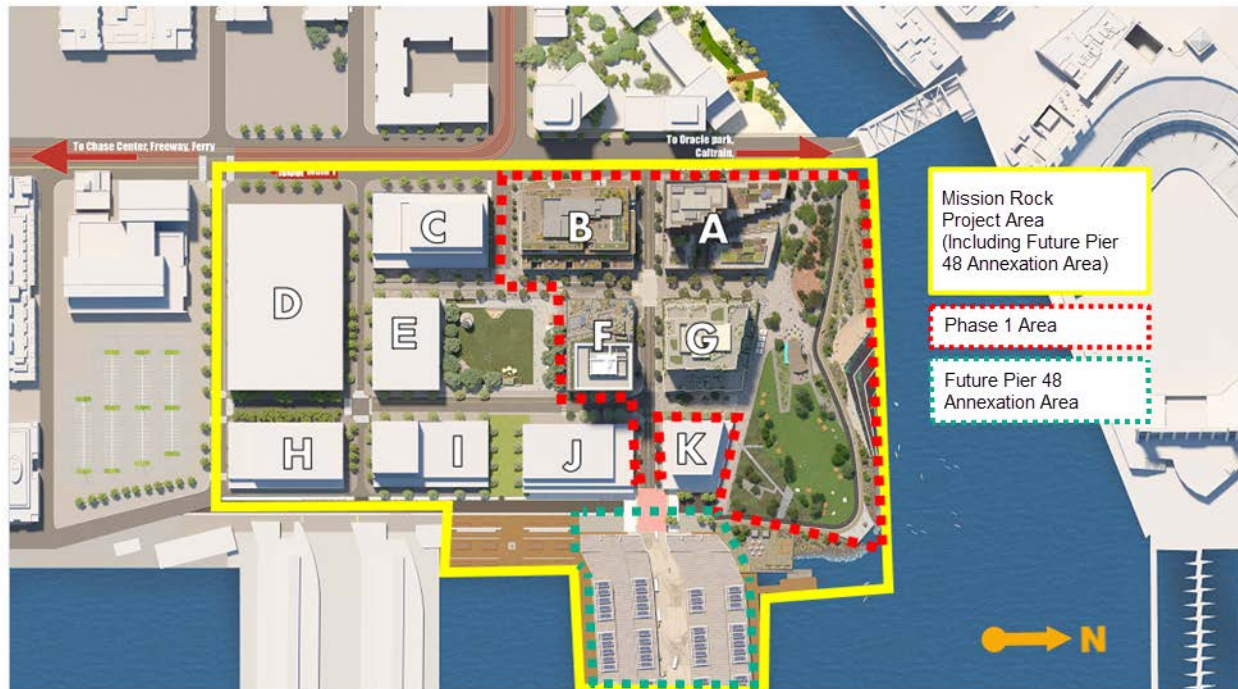 To Chase Center, Freeway, Ferry
To Oracle park,
Caltrain,
C
B
A
D
E
F
G
H
I
J
K
Mission Rock
Project Area
(Including Future Pier
48 Annexation Area)
Phase 1 Area
Future Pier 48
Annexation Area
N